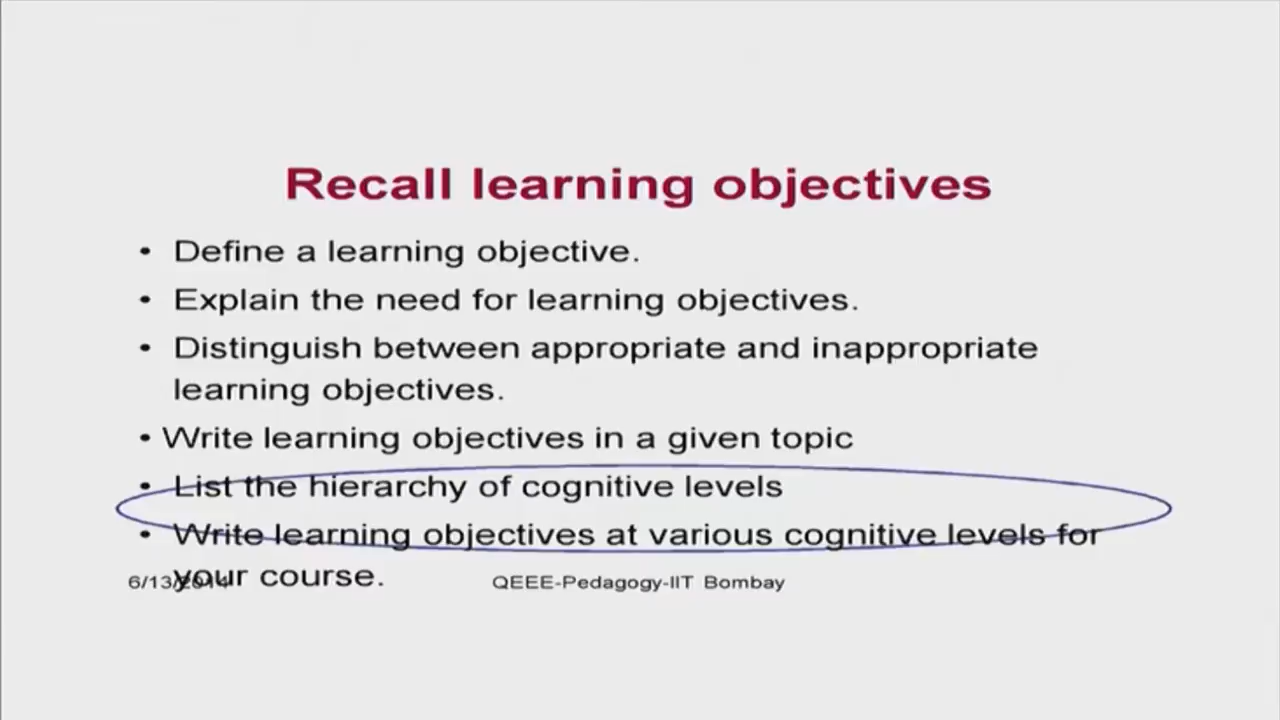 Recall learning objectives
• Define a learning objective.
• Explain the need for learning objectives.
• Distinguish between appropriate and inappropriate
learning objectives.
• Write learning objectives in a given topic
• List the hierarchy of cognitive levels
• Write learning objectives at various cognitive levels for
your course.
6/13/2014 QEEE-Pedagogy-IIT Bombay